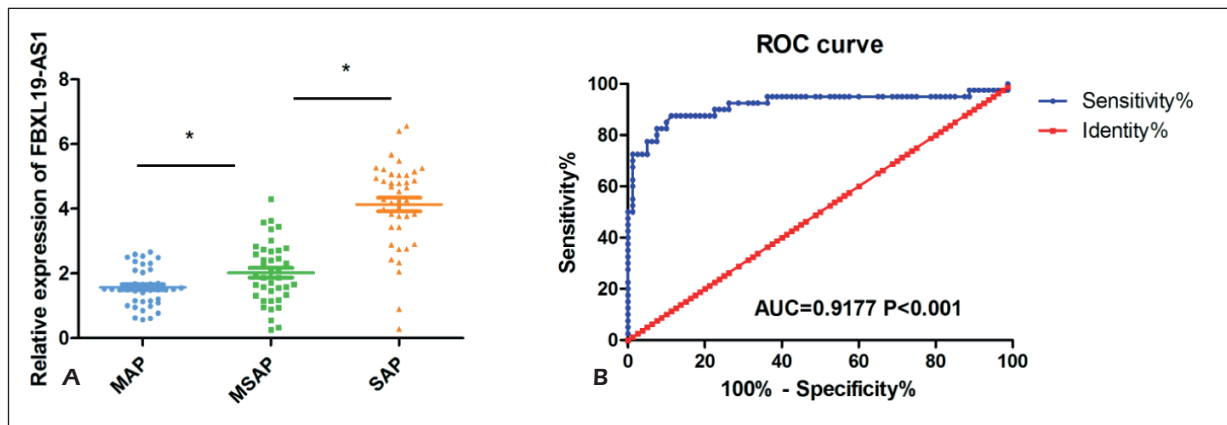 Relative expression of FBXL19-AS1
8
6
4
2
0
*
*
MAP
MSAP
SAP
A
ROC curve
Sensitivity%
100
80
60
40
20
0
0 20 40 60 80 100
100% - Specificity%
AUC=0.9177 P<0.001
Sensitivity%
Identity%
B